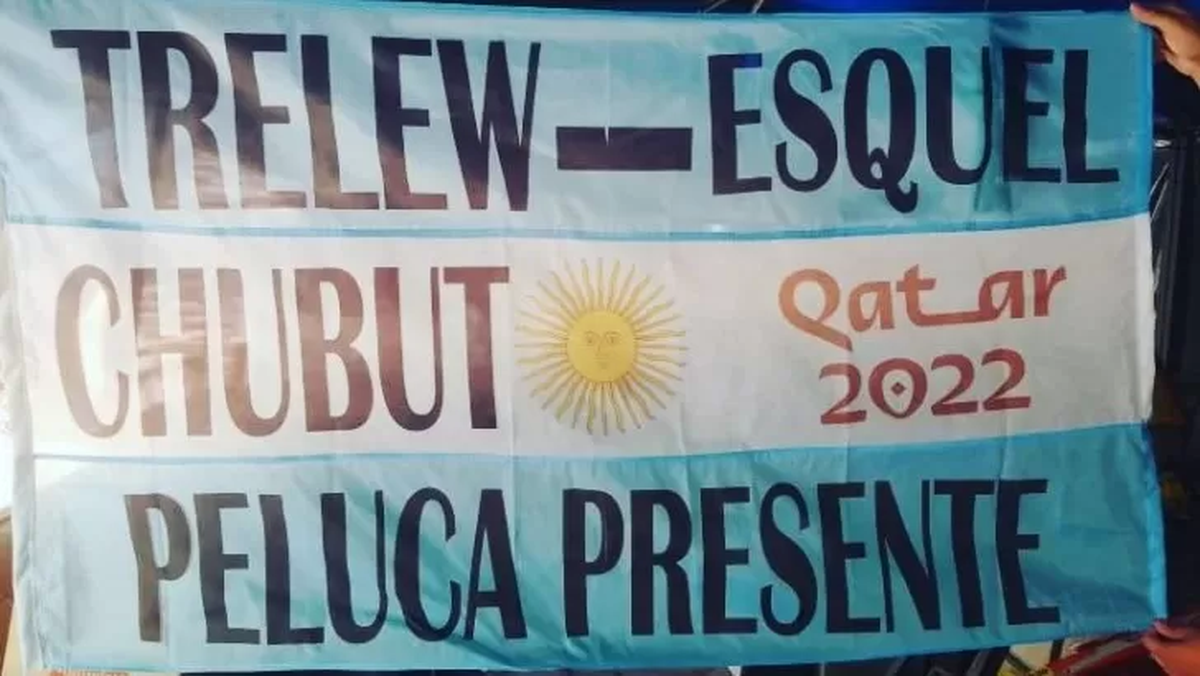 TRELEW-ESQUEL
CHUBUT
Qatar
2022
PELUCA PRESENTE